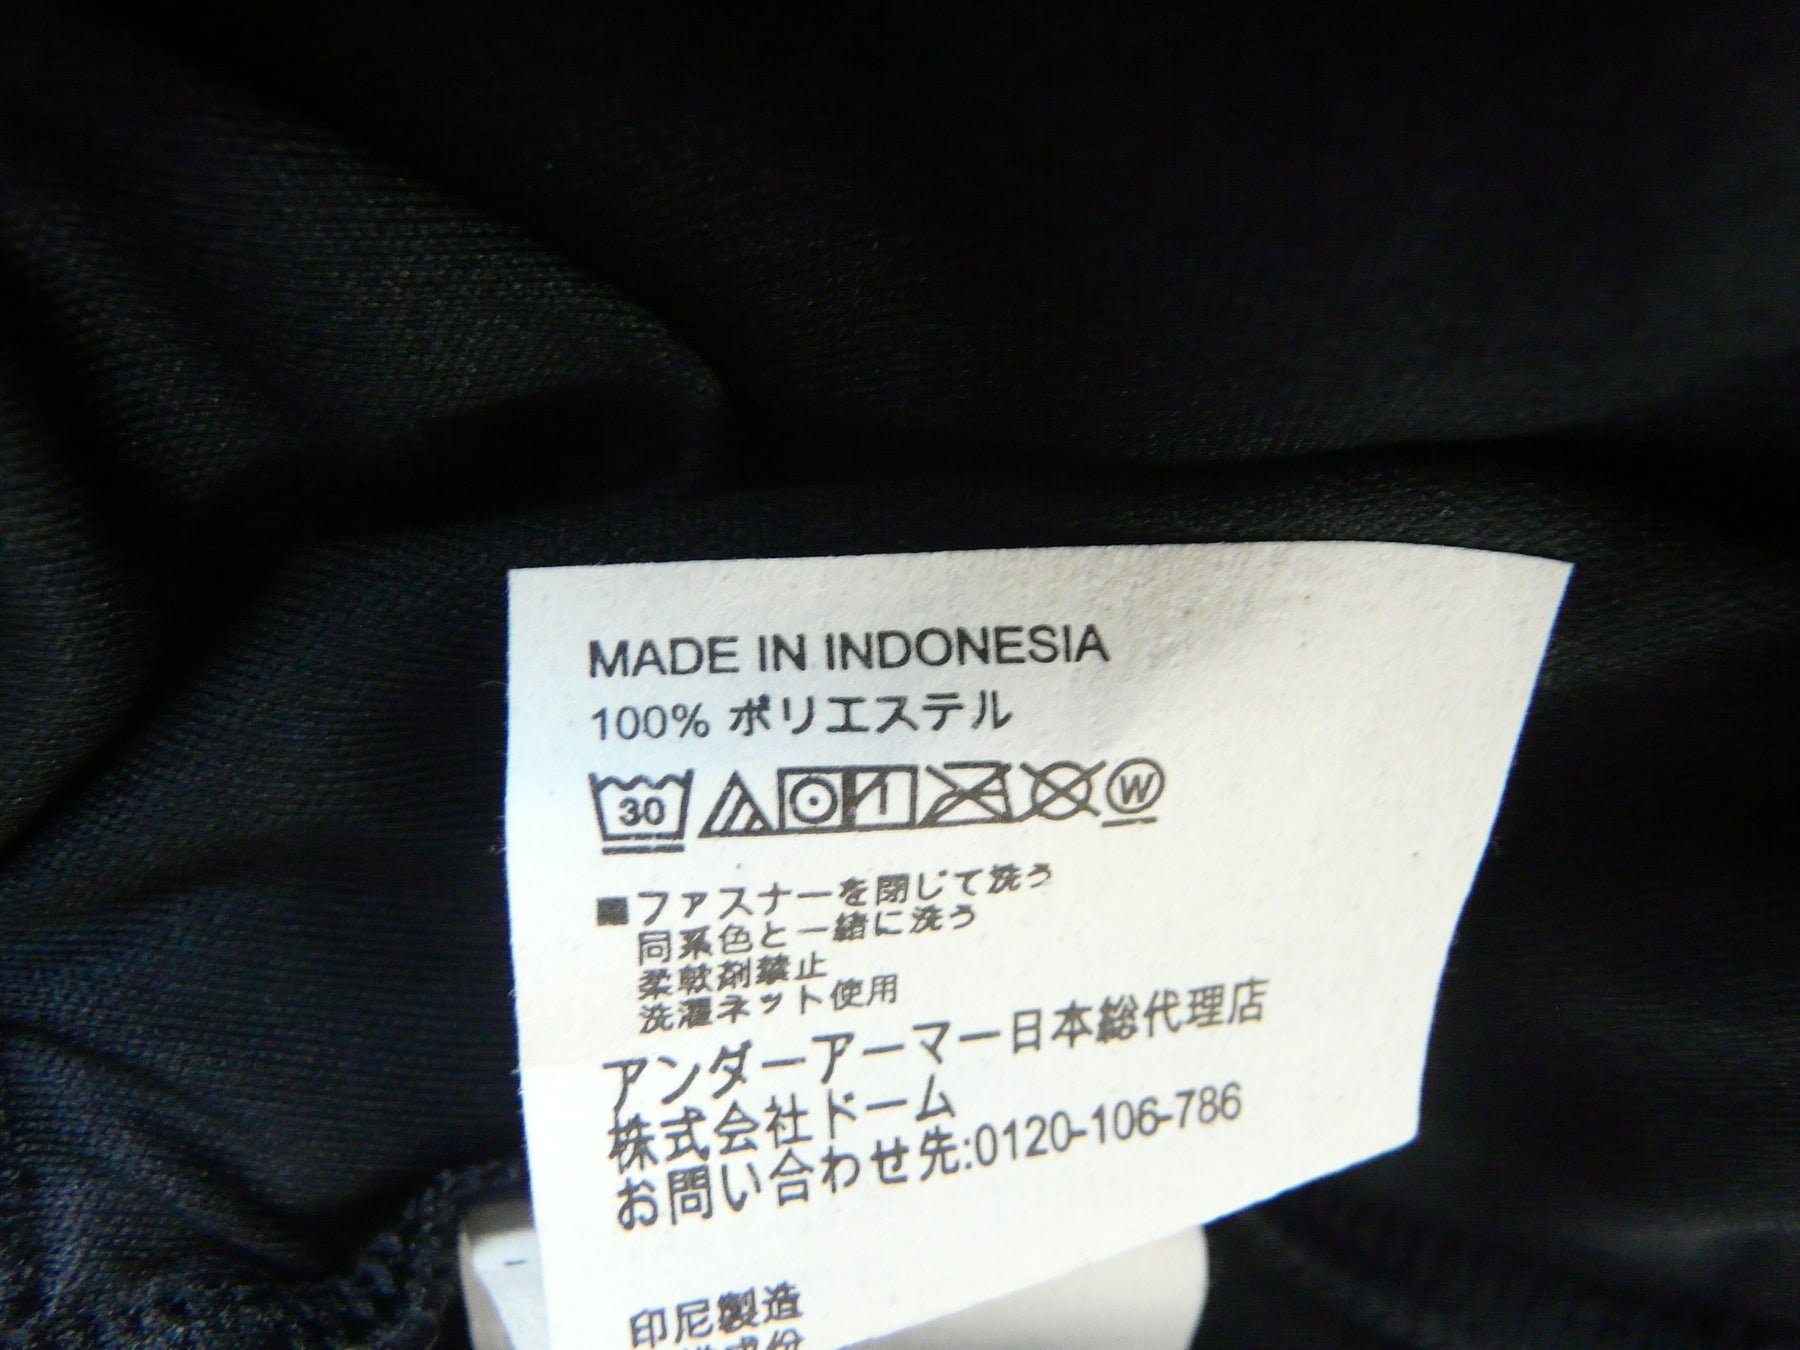 MADE IN INDONESIA
100% ポリエステル
30 W
■ファスナーを閉じて洗う
同系色と一緒に洗う
柔軟剤禁止
洗濯ネット使用
アンダーアーマー日本総代理店
株式会社ドーム
お問い合わせ先:0120-106-786
印尼製造